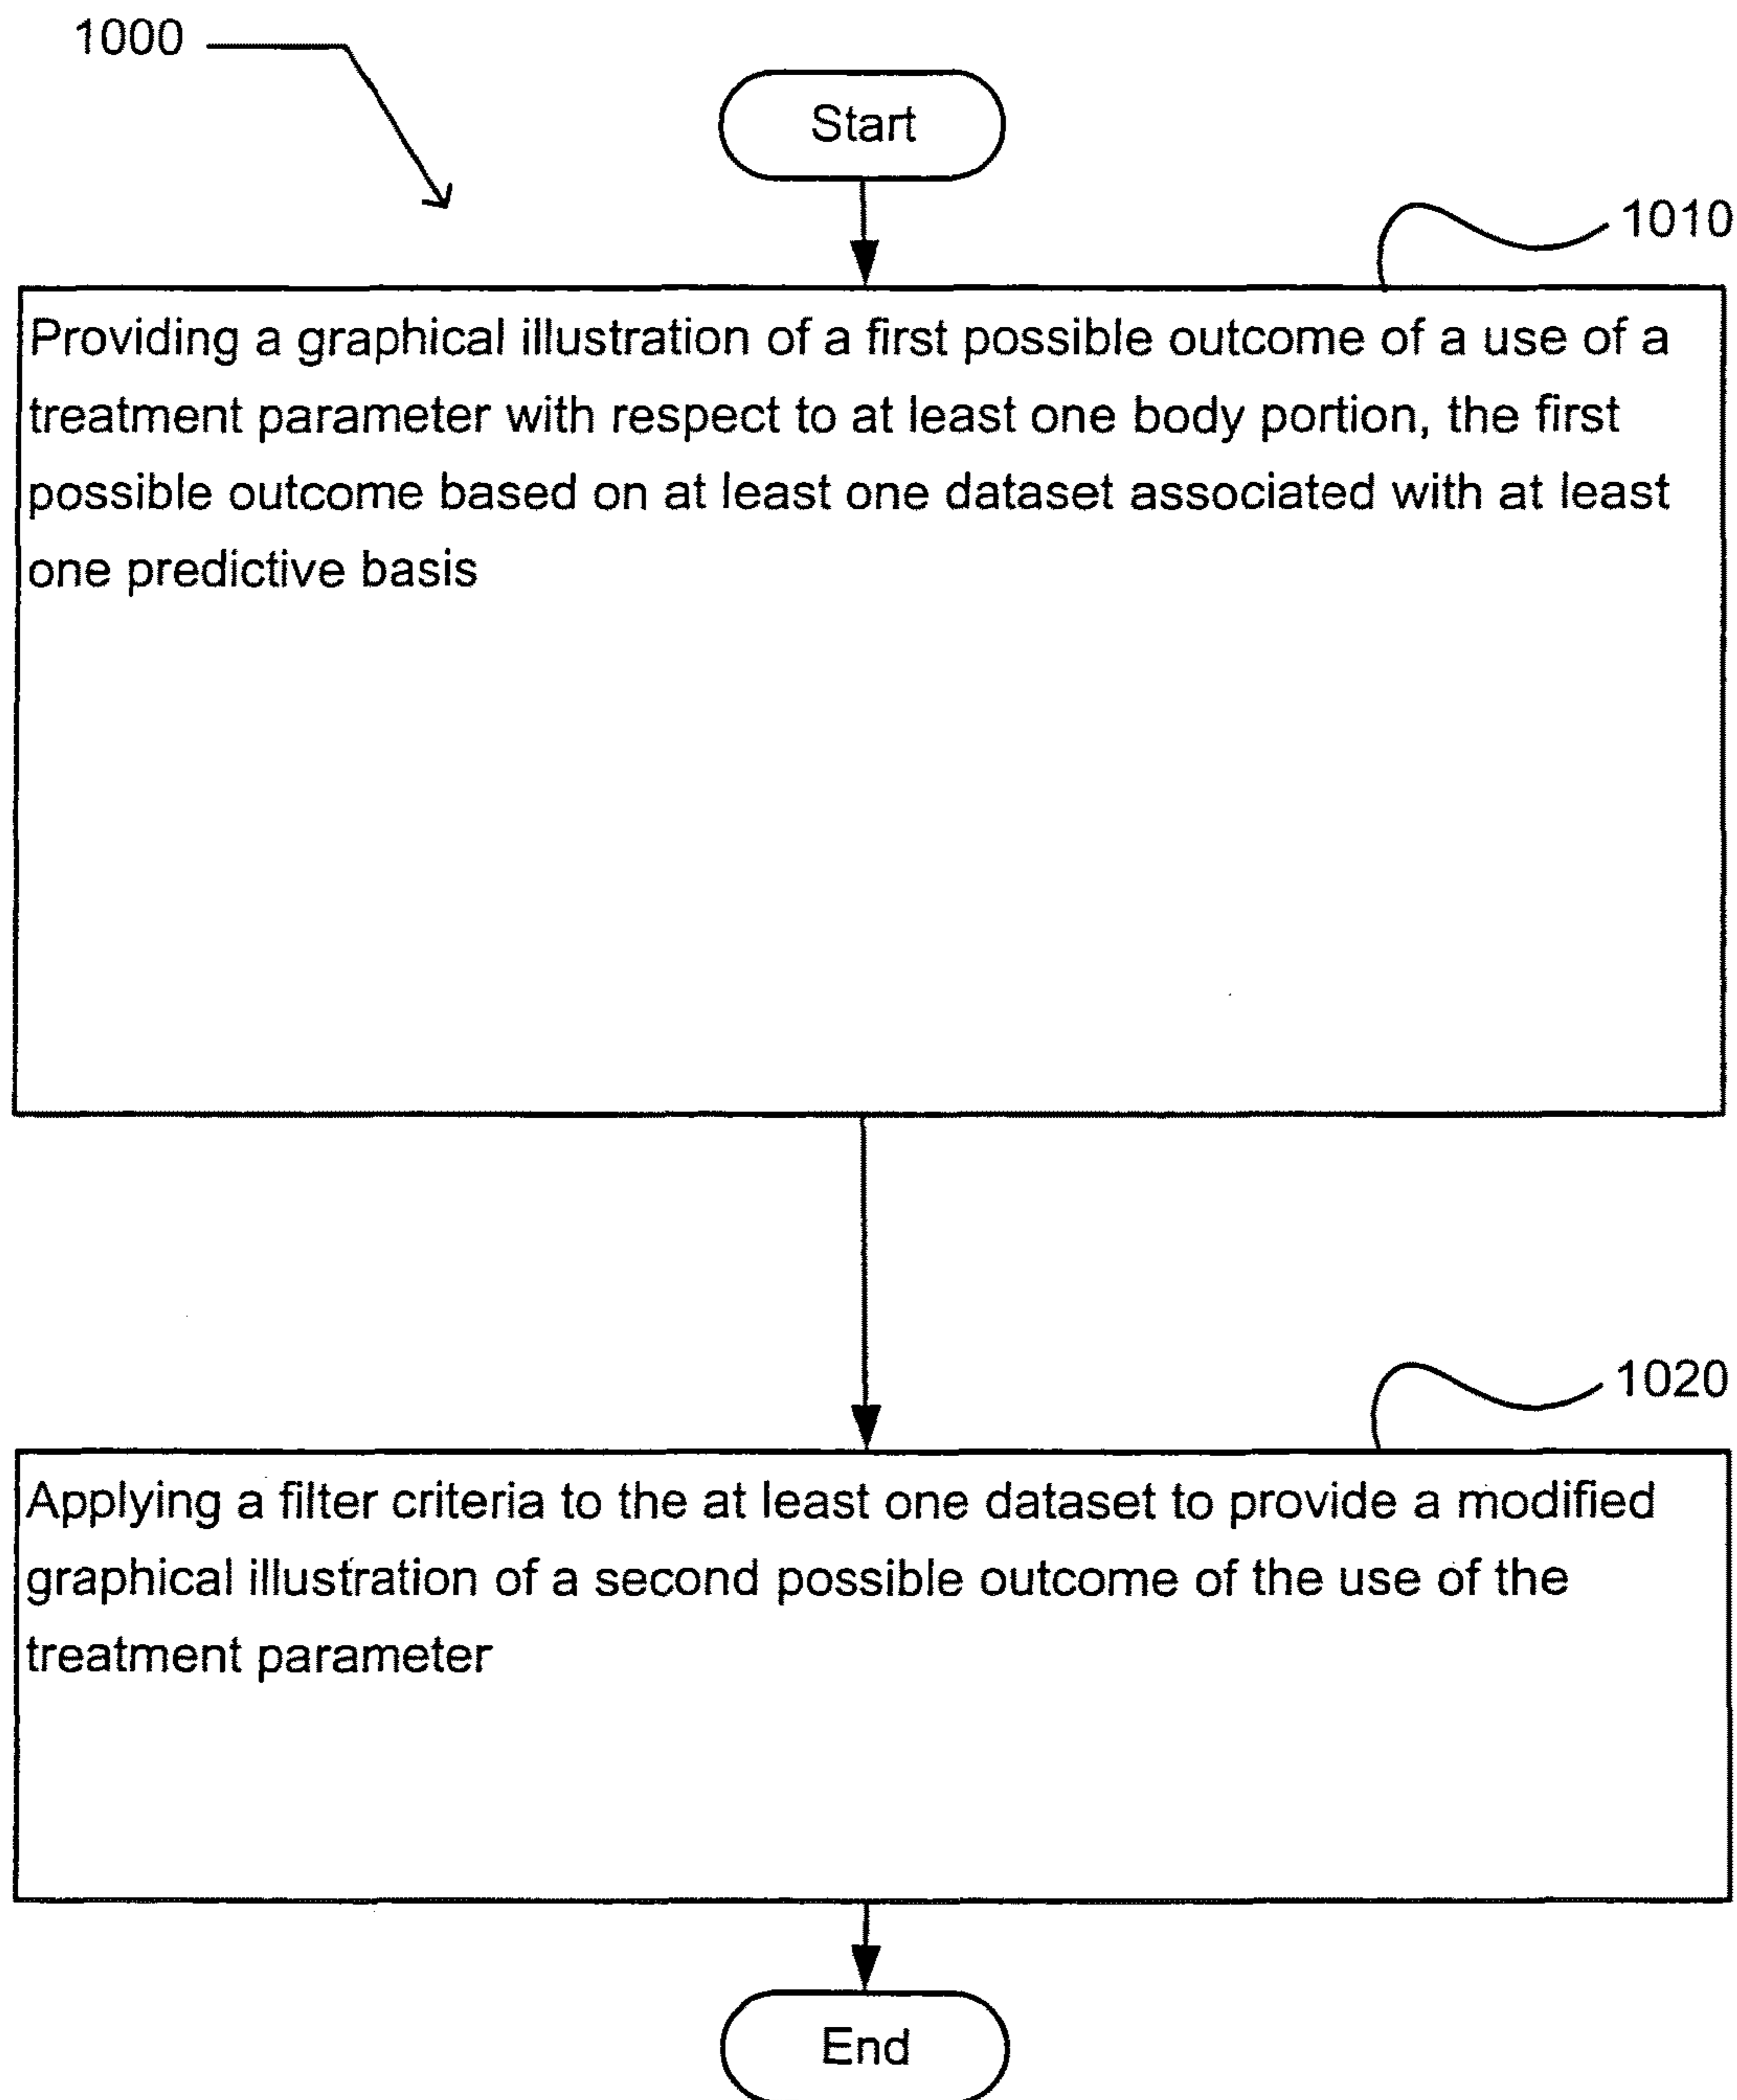 1000
Start
1010
Providing a graphical illustration of a first possible outcome of a use of a
treatment parameter with respect to at least one body portion, the first
possible outcome based on at least one dataset associated with at least
one predictive basis
1020
Applying a filter criteria to the at least one dataset to provide a modified
graphical illustration of a second possible outcome of the use of the
treatment parameter
End